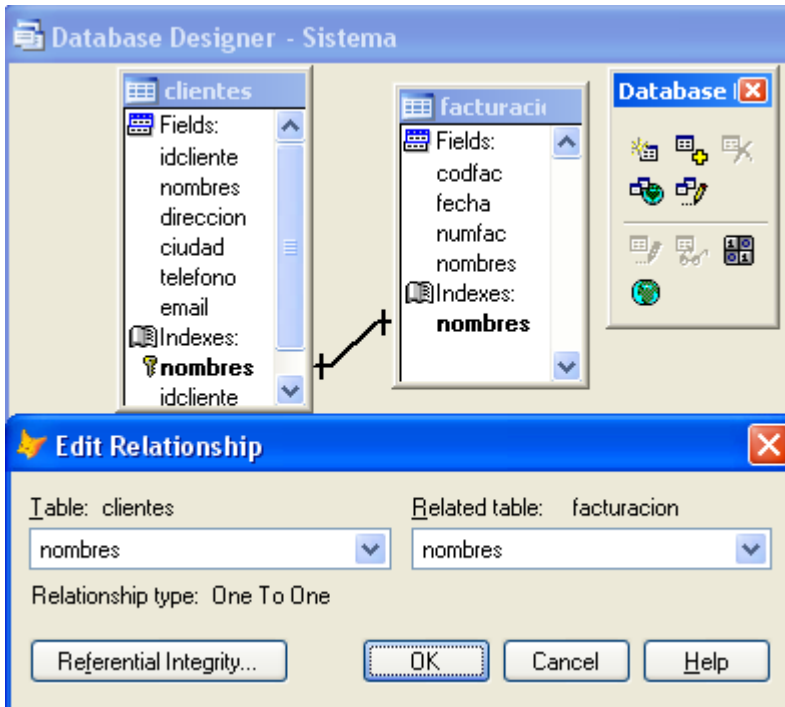 Database Designer - Sistema
clientes
Fields:
idcliente
nombres
direccion
ciudad
telefono
email
Indexes:
nombres
idcliente
facturaci
Fields:
codfac
fecha
numfac
nombres
Indexes:
nombres
Database
Edit Relationship
Table: clientes
Related table: facturacion
nombres
nombres
Relationship type: One To One
Referential Integrity...
OK
Cancel
Help